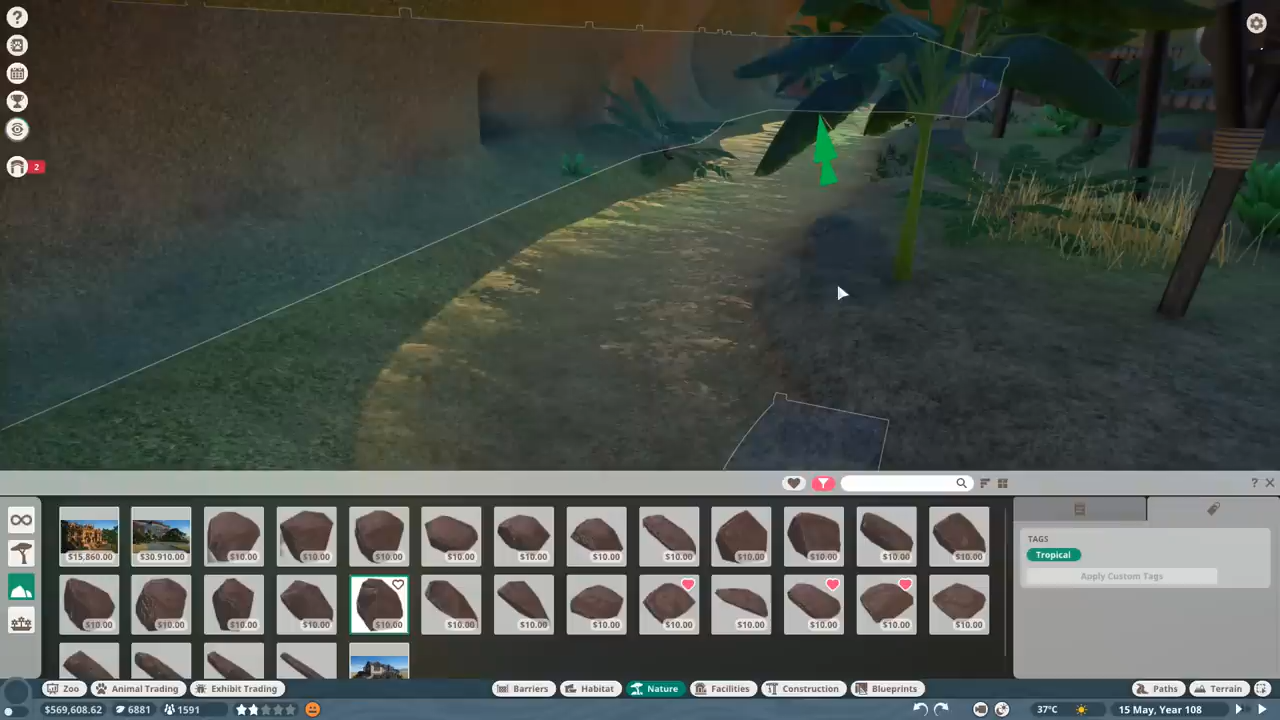 ?
2
? ×
$15,860.00 $30,910.00 $10.00 $10.00 $10.00 $10.00 $10.00 $10.00 $10.00 $10.00 $10.00 $10.00 $10.00
$10.00 $10.00 $10.00 $10.00 $10.00 $10.00 $10.00 $10.00 $10.00 $10.00 $10.00 $10.00 $10.00
TAGS
Tropical
Apply Custom Tags
Zoo Animal Trading Exhibit Trading Barriers Habitat Nature Facilities Construction Blueprints Paths Terrain
$569,608.62 6881 1591 37°C 15 May, Year 108